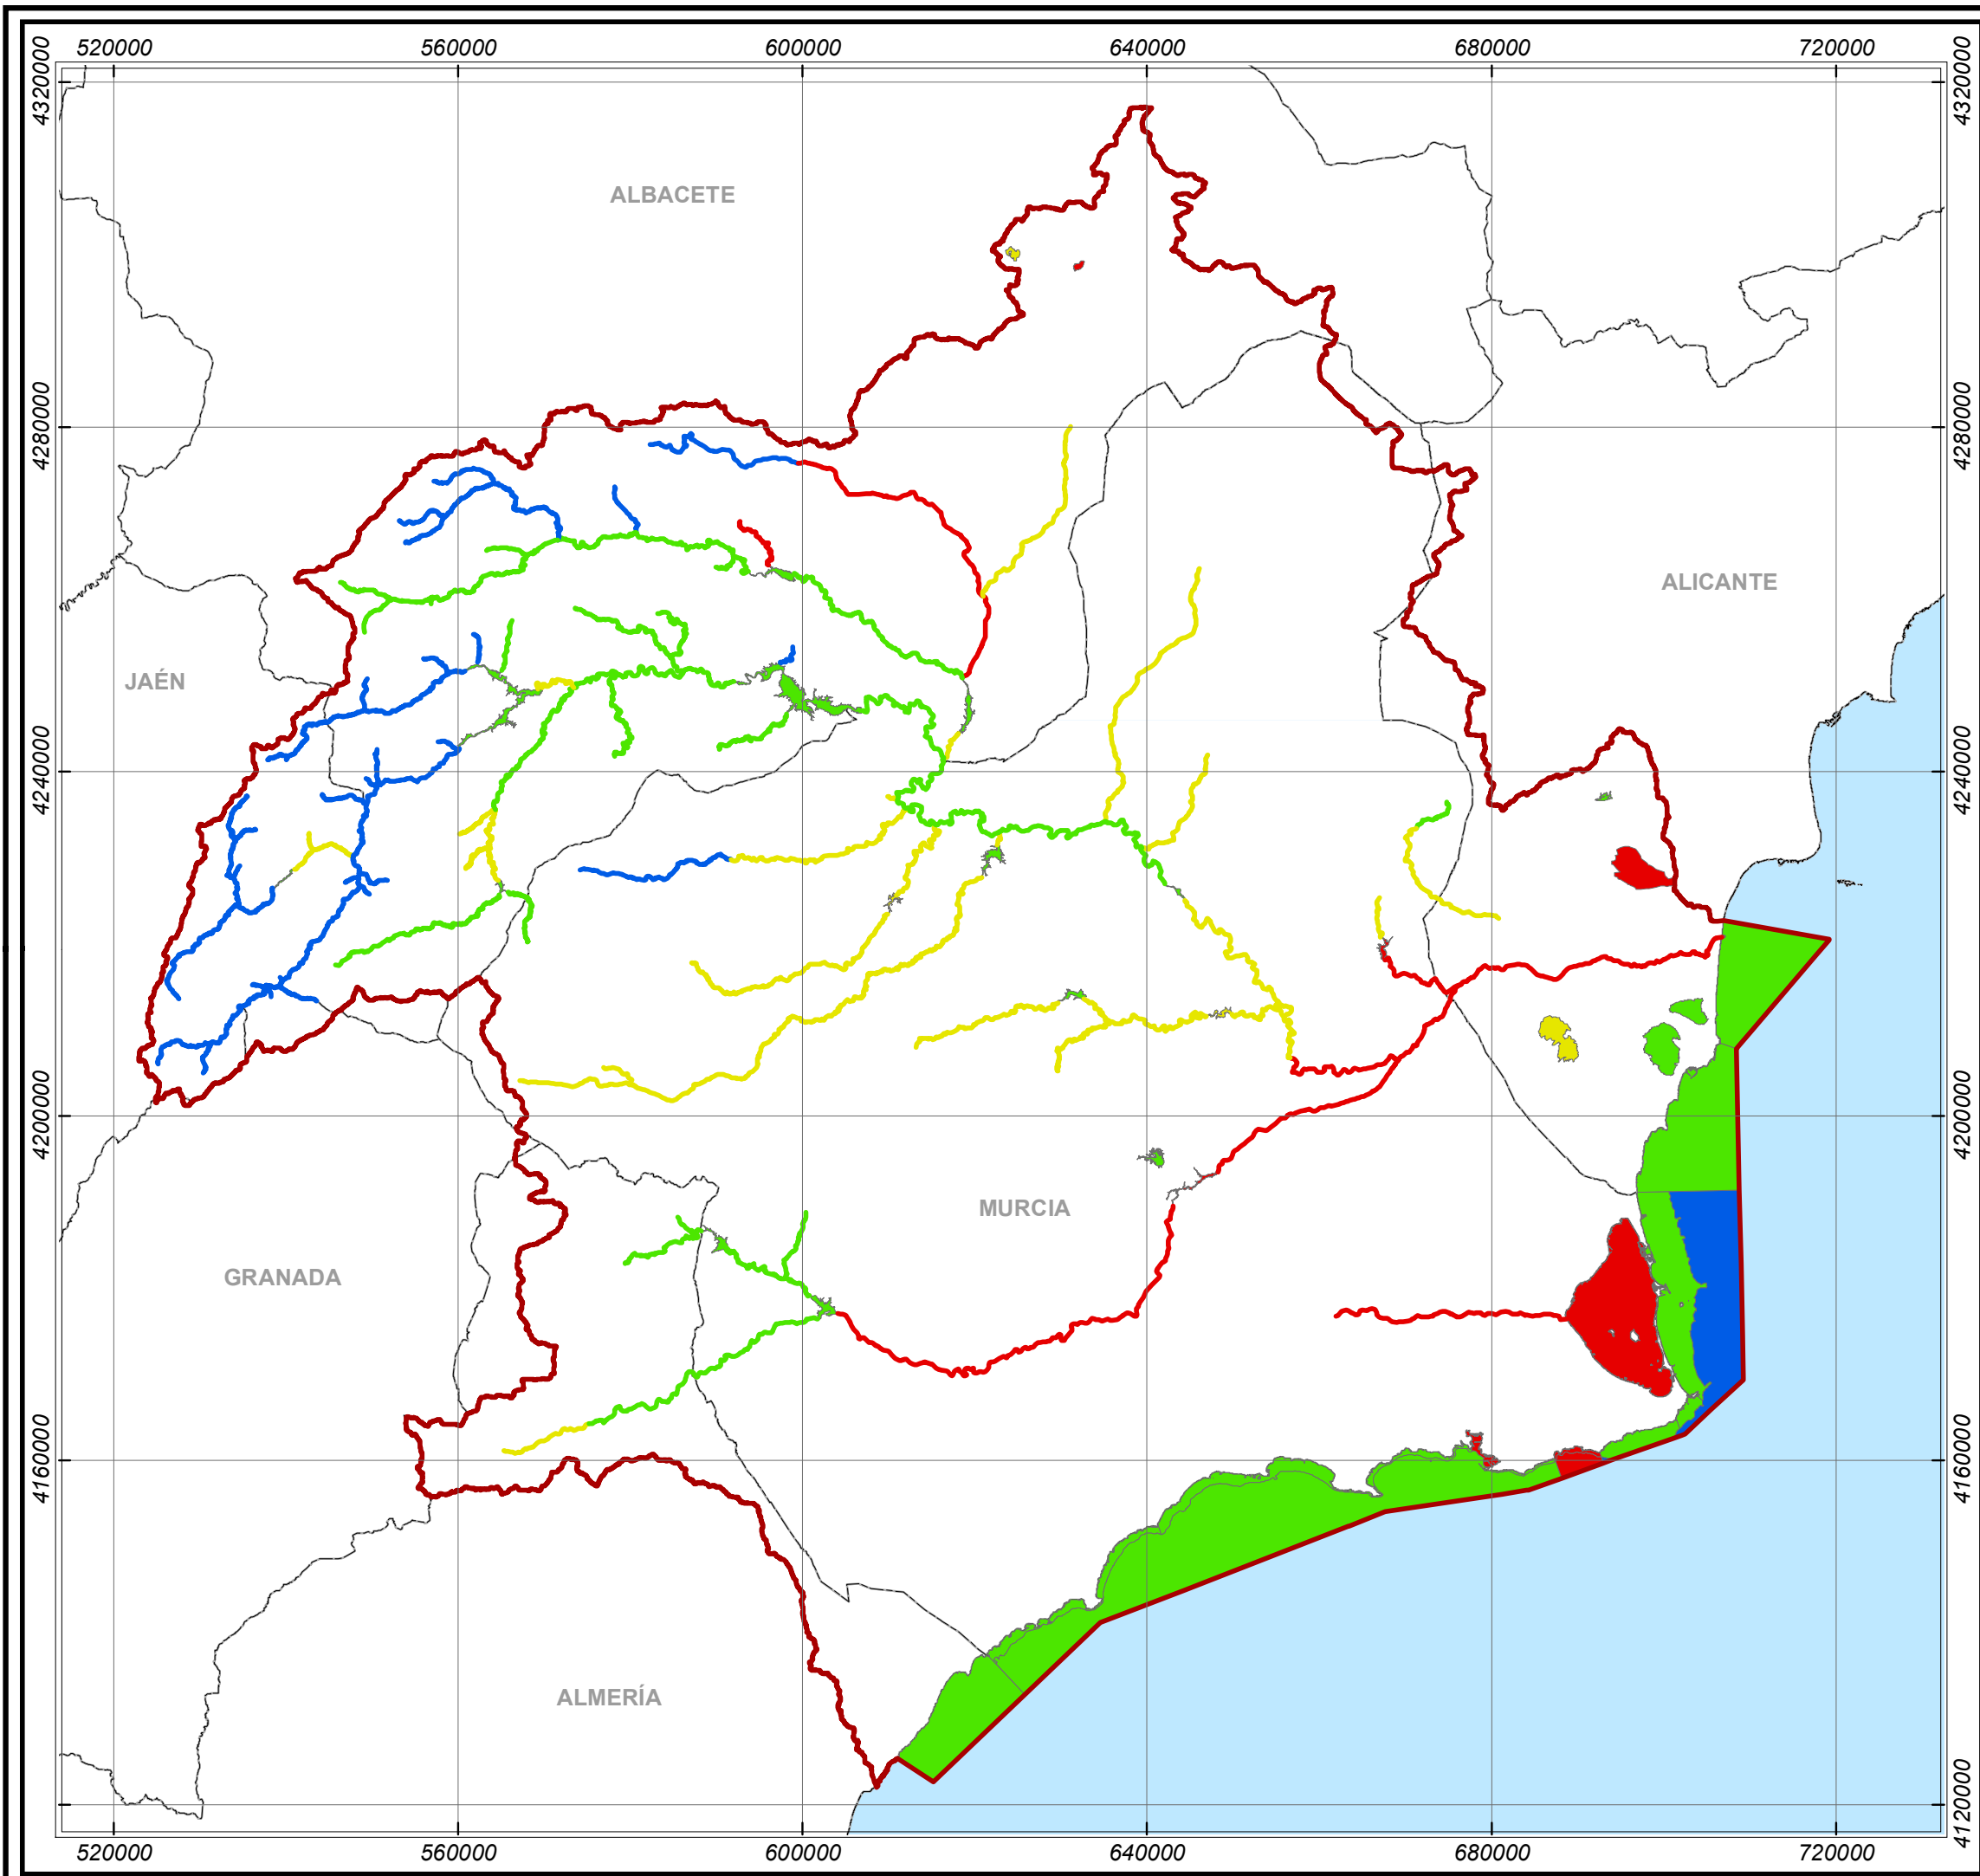 520000 560000 600000 640000 680000 720000
4320000 4320000
ALBACETE
4280000 4280000
ALICANTE
JAÉN
4240000 4240000
4200000 4200000
MURCIA
GRANADA
4160000 4160000
ALMERÍA
4120000 4120000
520000 560000 600000 640000 680000 720000